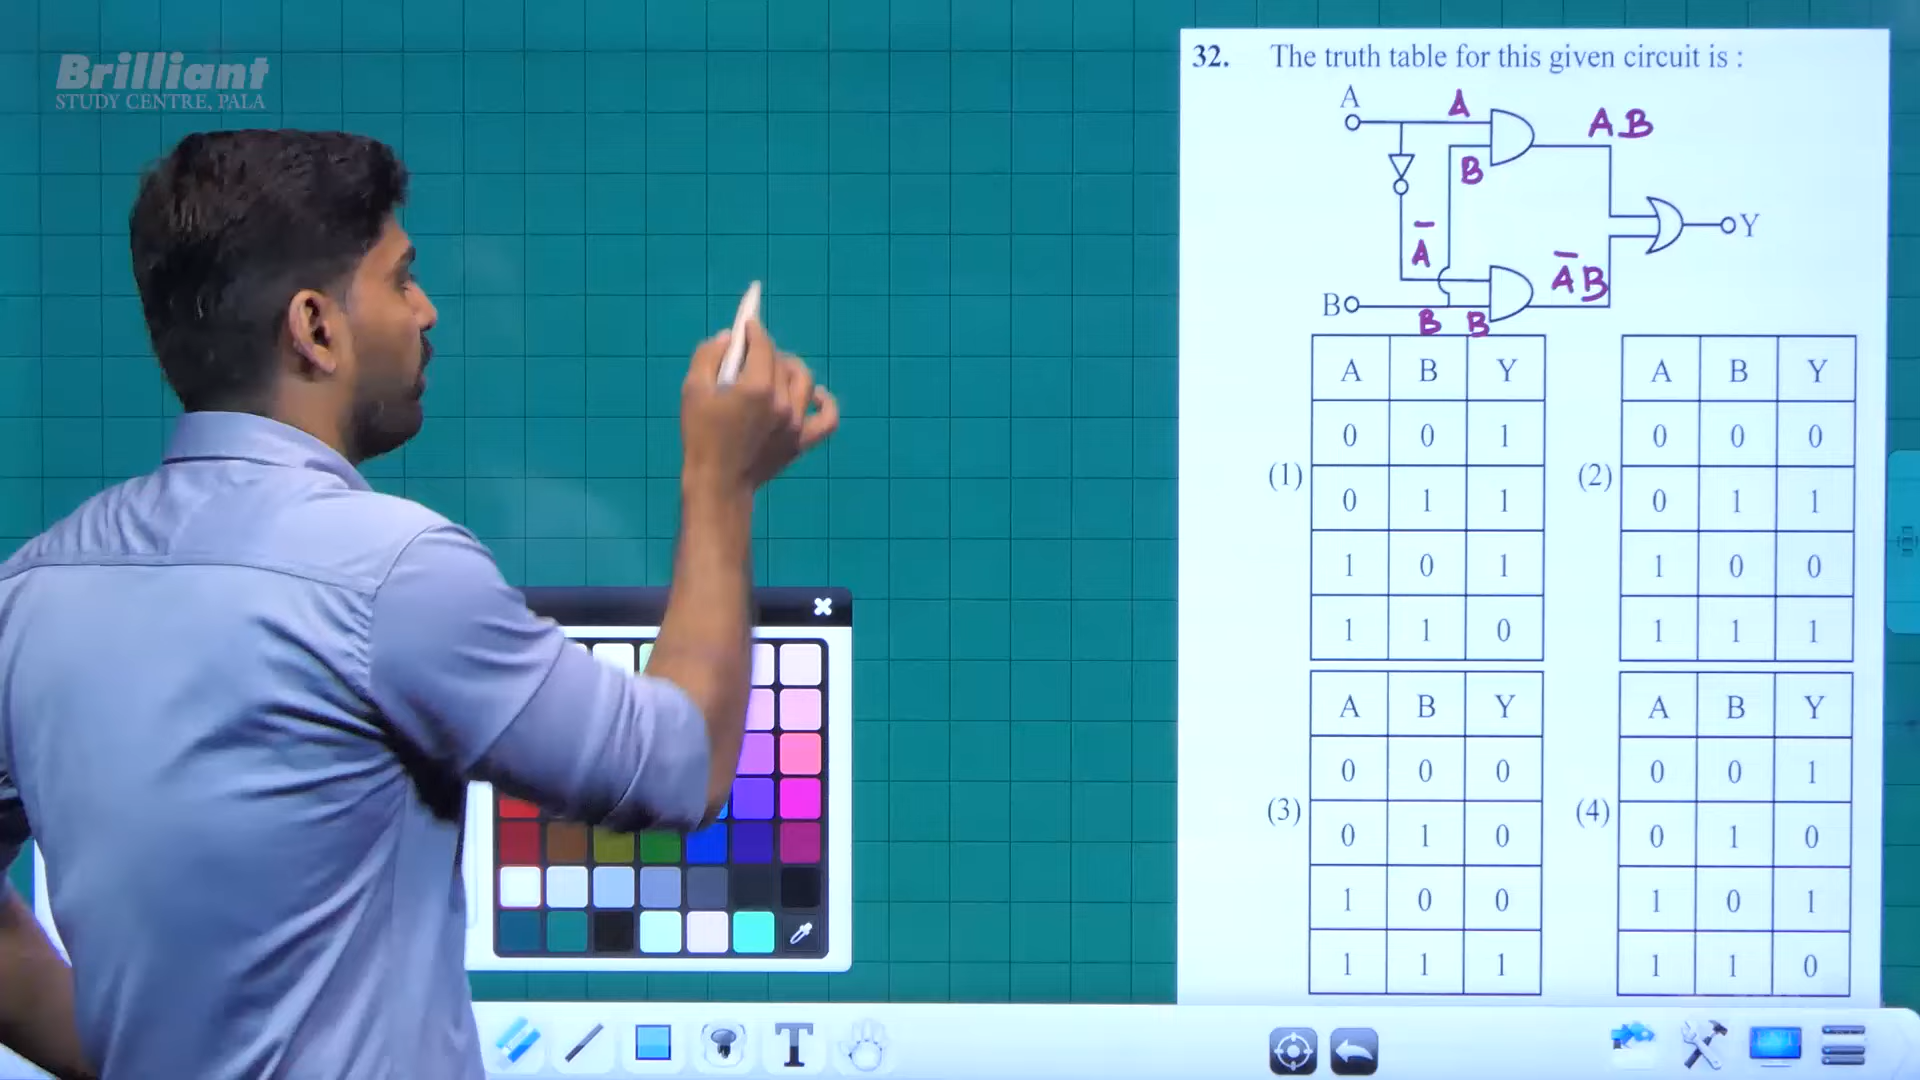 Brilliant
STUDY CENTRE, PALA
32. The truth table for this given circuit is :
A
A
B
AB
Y
Ā
ĀB
B
B B
(1)
A B Y
0 0 1
0 1 1
1 0 1
1 1 0
(2)
A B Y
0 0 0
0 1 1
1 0 0
1 1 1
(3)
A B Y
0 0 0
0 1 0
1 0 0
1 1 1
(4)
A B Y
0 0 1
0 1 0
1 0 1
1 1 0
T